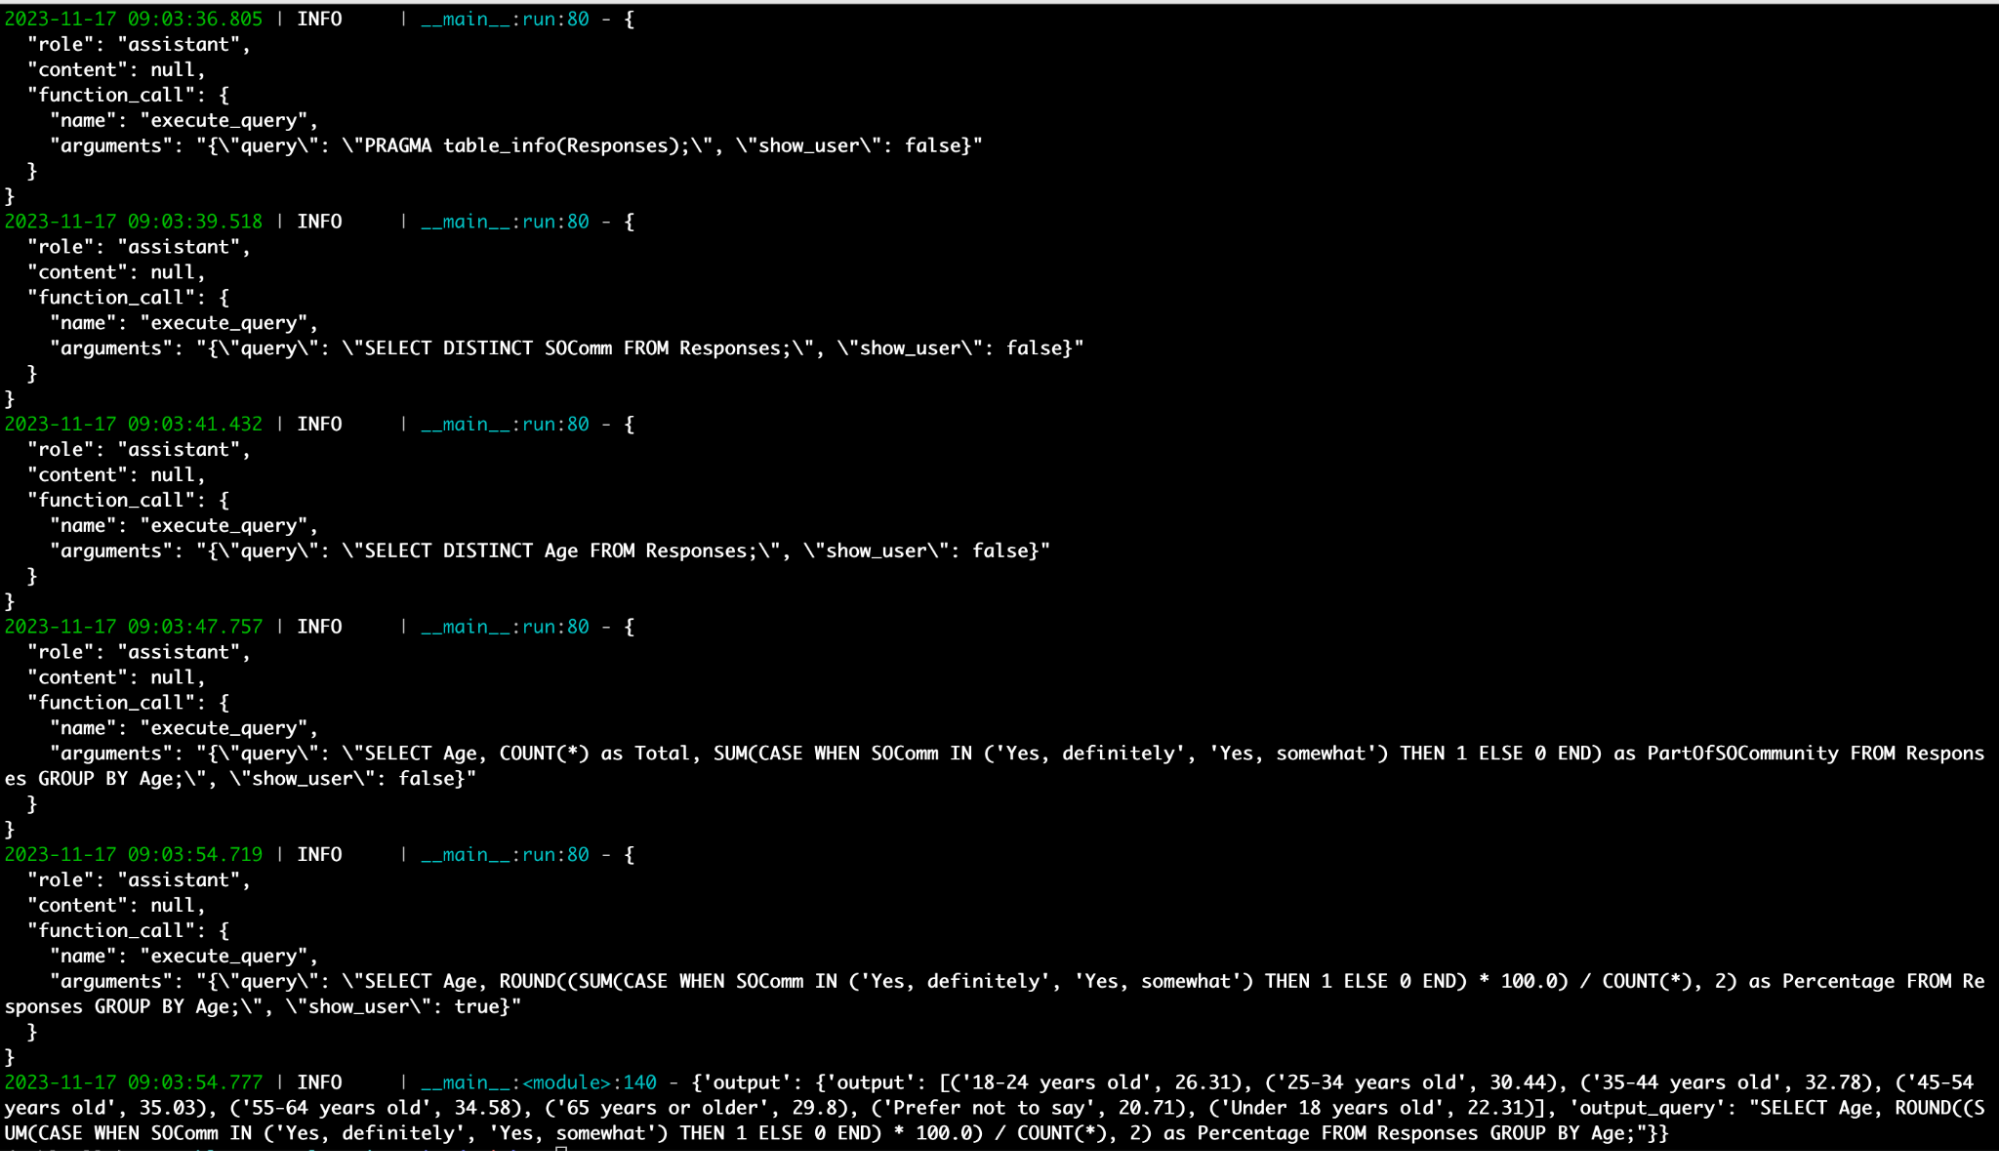 2023-11-17 09:03:36.805 | INFO     | __main__:run:80 - {
  "role": "assistant",
  "content": null,
  "function_call": {
    "name": "execute_query",
    "arguments": "{\"query\": \"PRAGMA table_info(Responses);\", \"show_user\": false}"
  }
}
2023-11-17 09:03:39.518 | INFO     | __main__:run:80 - {
  "role": "assistant",
  "content": null,
  "function_call": {
    "name": "execute_query",
    "arguments": "{\"query\": \"SELECT DISTINCT SOComm FROM Responses;\", \"show_user\": false}"
  }
}
2023-11-17 09:03:41.432 | INFO     | __main__:run:80 - {
  "role": "assistant",
  "content": null,
  "function_call": {
    "name": "execute_query",
    "arguments": "{\"query\": \"SELECT DISTINCT Age FROM Responses;\", \"show_user\": false}"
  }
}
2023-11-17 09:03:47.757 | INFO     | __main__:run:80 - {
  "role": "assistant",
  "content": null,
  "function_call": {
    "name": "execute_query",
    "arguments": "{\"query\": \"SELECT Age, COUNT(*) as Total, SUM(CASE WHEN SOComm IN ('Yes, definitely', 'Yes, somewhat') THEN 1 ELSE 0 END) as PartOfSOCommunity FROM Respons
es GROUP BY Age;\", \"show_user\": false}"
  }
}
2023-11-17 09:03:54.719 | INFO     | __main__:run:80 - {
  "role": "assistant",
  "content": null,
  "function_call": {
    "name": "execute_query",
    "arguments": "{\"query\": \"SELECT Age, ROUND((SUM(CASE WHEN SOComm IN ('Yes, definitely', 'Yes, somewhat') THEN 1 ELSE 0 END) * 100.0) / COUNT(*), 2) as Percentage FROM Re
sponses GROUP BY Age;\", \"show_user\": true}"
  }
}
2023-11-17 09:03:54.777 | INFO     | __main__:<module>:140 - {'output': {'output': [('18-24 years old', 26.31), ('25-34 years old', 30.44), ('35-44 years old', 32.78), ('45-54
years old', 35.03), ('55-64 years old', 34.58), ('65 years or older', 29.8), ('Prefer not to say', 20.71), ('Under 18 years old', 22.31)], 'output_query': "SELECT Age, ROUND((S
UM(CASE WHEN SOComm IN ('Yes, definitely', 'Yes, somewhat') THEN 1 ELSE 0 END) * 100.0) / COUNT(*), 2) as Percentage FROM Responses GROUP BY Age;"}}